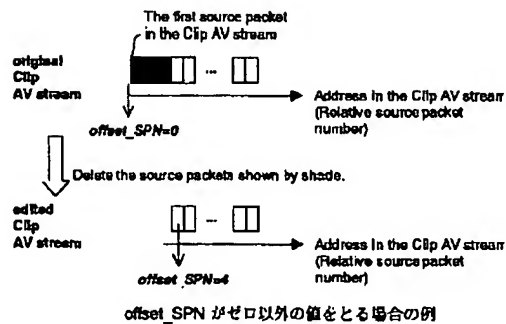 The first source packet
in the Clip AV stream
original
Clip
AV stream
...
Address in the Clip AV stream
(Relative source packet
number)
offset_SPN=0
Delete the source packets shown by shade.
edited
Clip
AV stream
...
Address in the Clip AV stream
(Relative source packet
number)
offset_SPN=4
offset_SPN がゼロ以外の値をとる場合の例